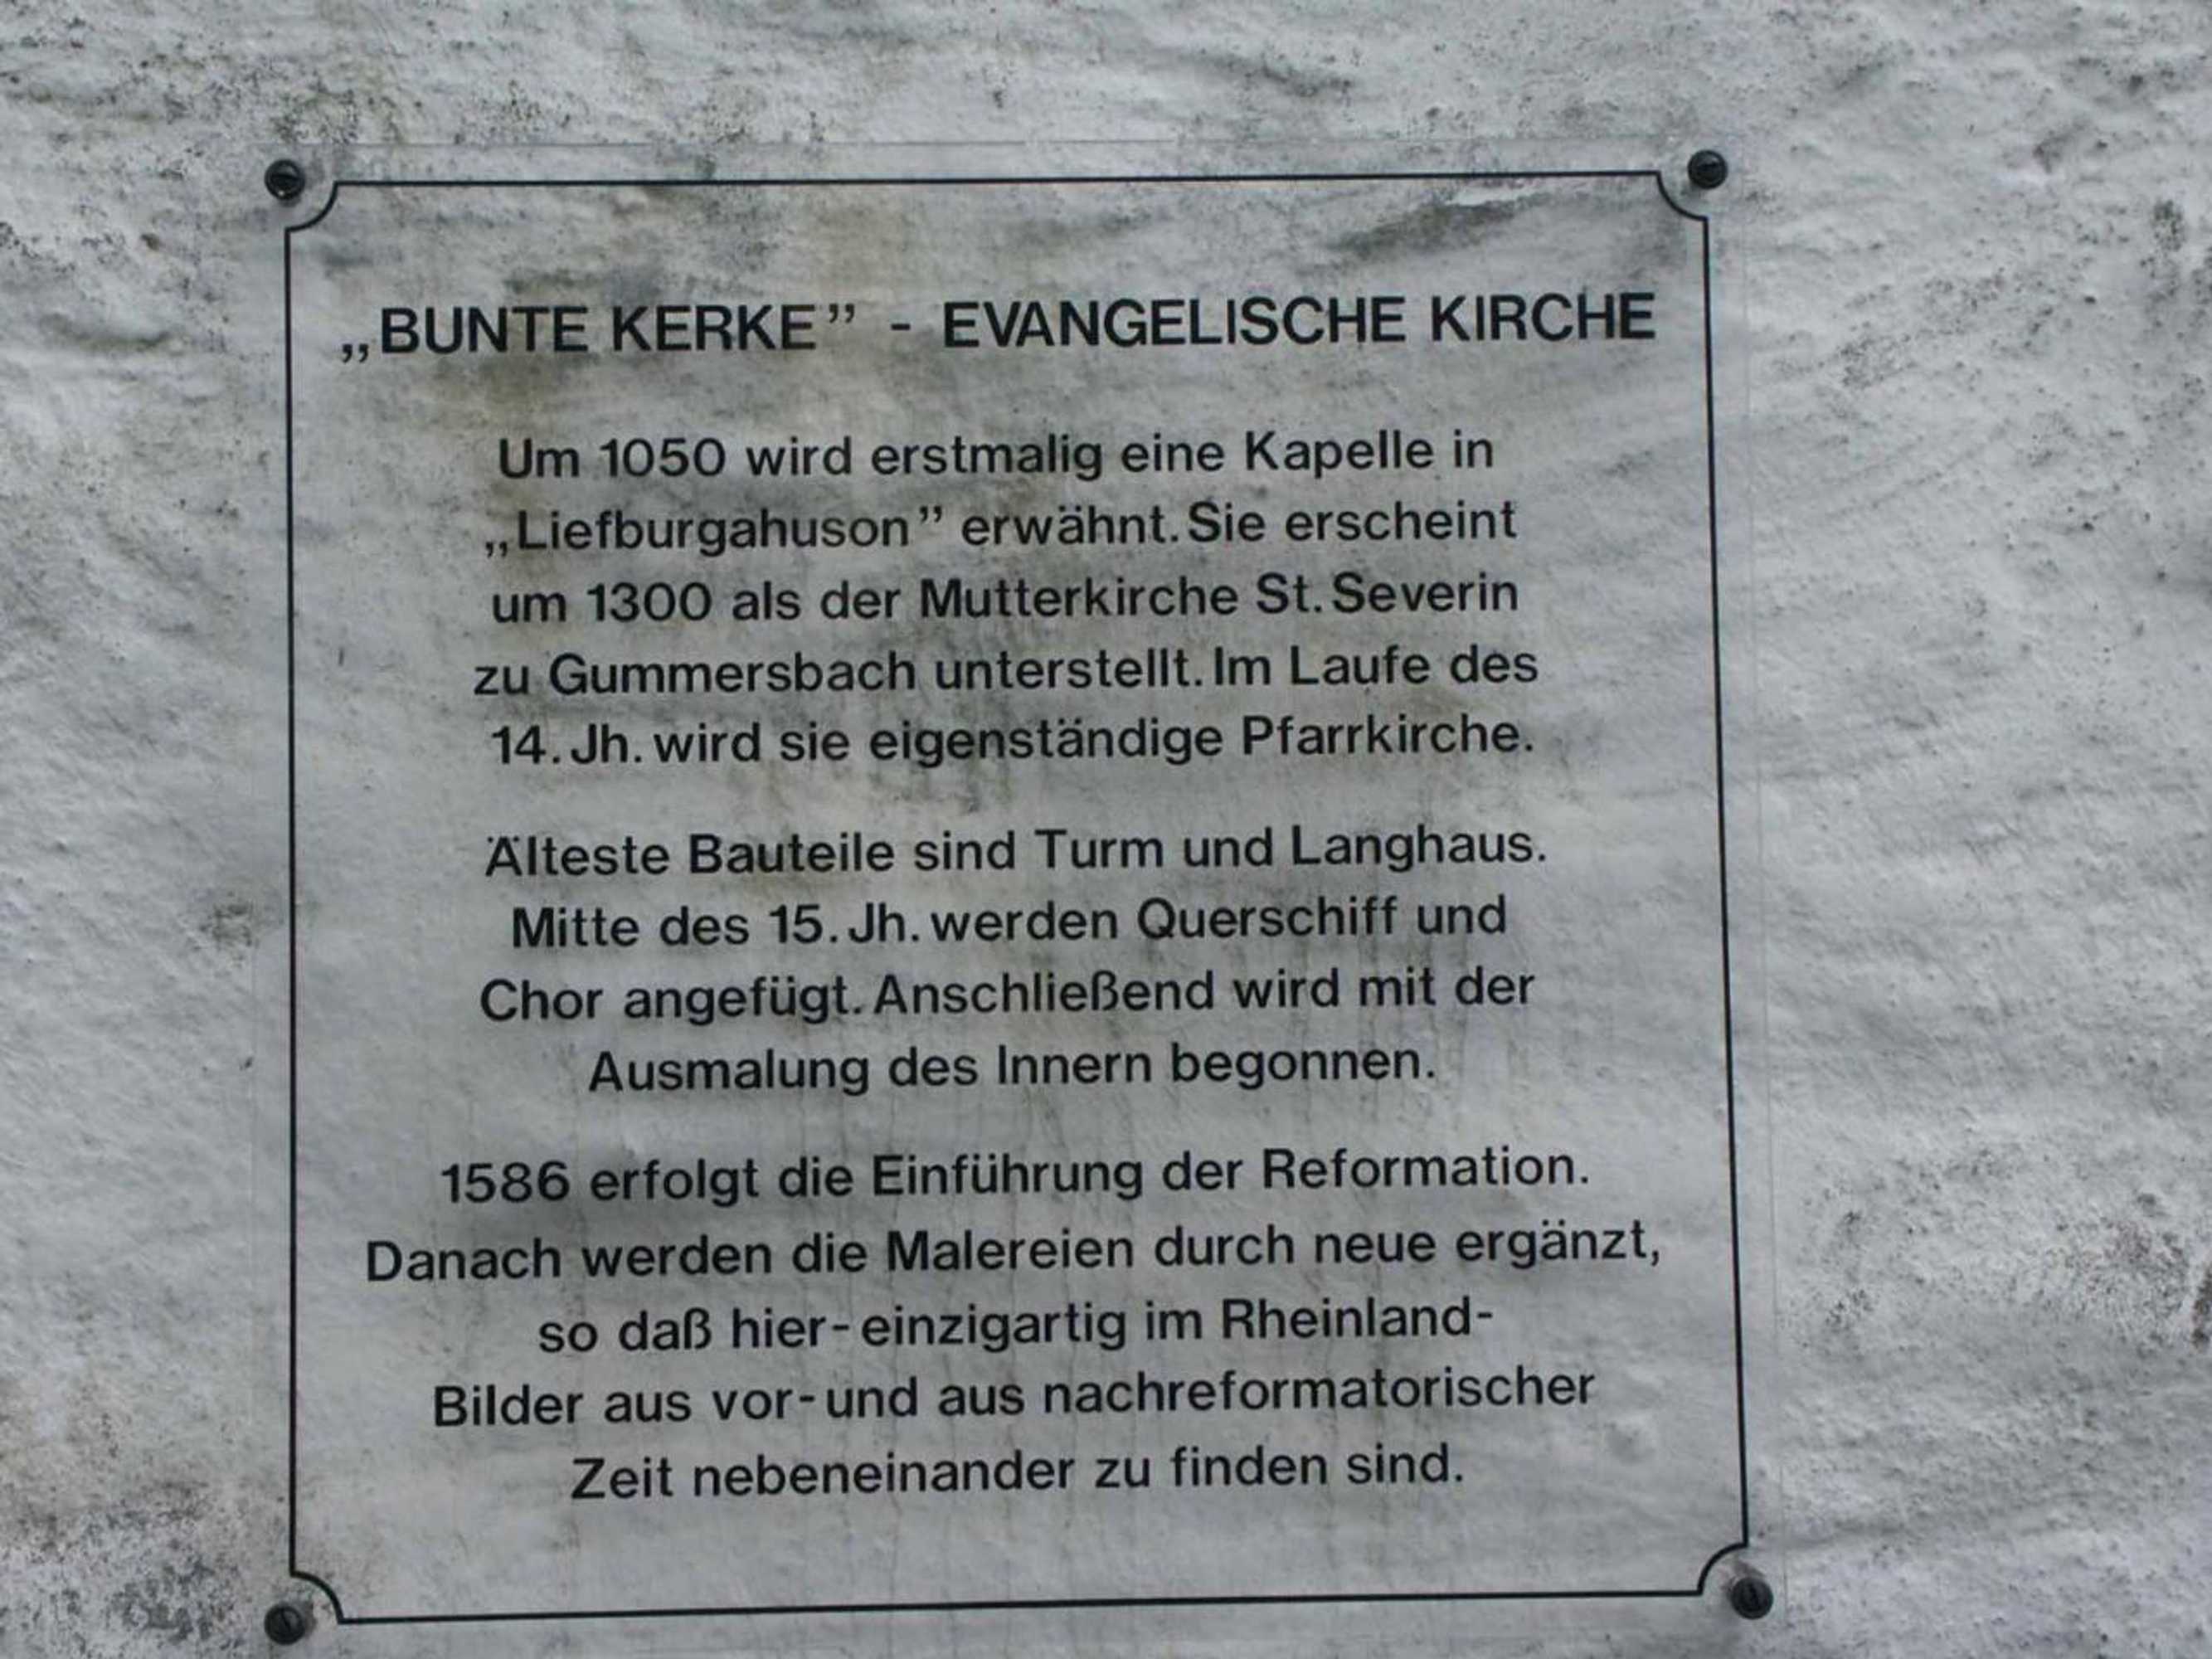 „BUNTE KERKE” - EVANGELISCHE KIRCHE
Um 1050 wird erstmalig eine Kapelle in
„Liefburgahuson” erwähnt. Sie erscheint
um 1300 als der Mutterkirche St. Severin
zu Gummersbach unterstellt. Im Laufe des
14. Jh. wird sie eigenständige Pfarrkirche.
Älteste Bauteile sind Turm und Langhaus.
Mitte des 15. Jh. werden Querschiff und
Chor angefügt. Anschließend wird mit der
Ausmalung des Innern begonnen.
1586 erfolgt die Einführung der Reformation.
Danach werden die Malereien durch neue ergänzt,
so daß hier - einzigartig im Rheinland -
Bilder aus vor- und aus nachreformatorischer
Zeit nebeneinander zu finden sind.